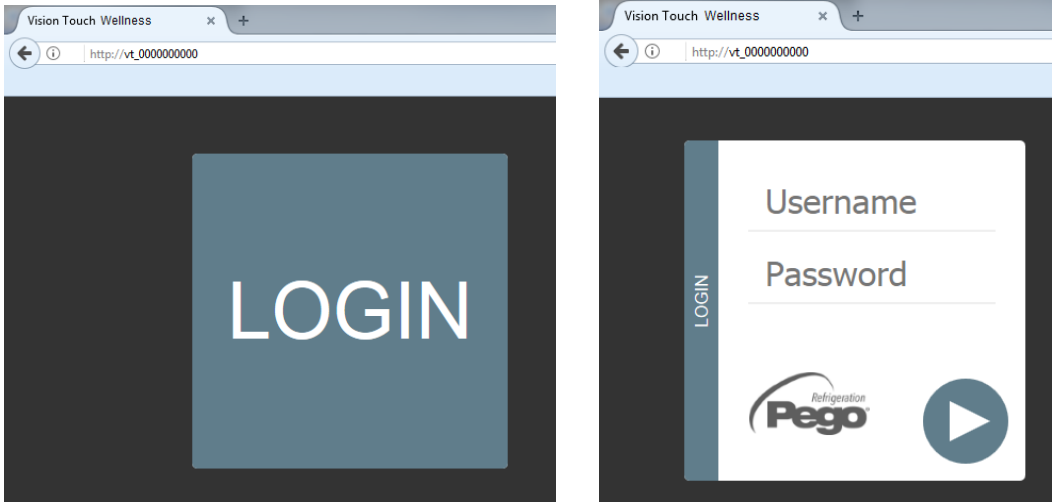 Vision Touch Wellness × +
http://vt_0000000000
LOGIN
Vision Touch Wellness × +
http://vt_0000000000
LOGIN
Username
Password
Refrigeration
Pego